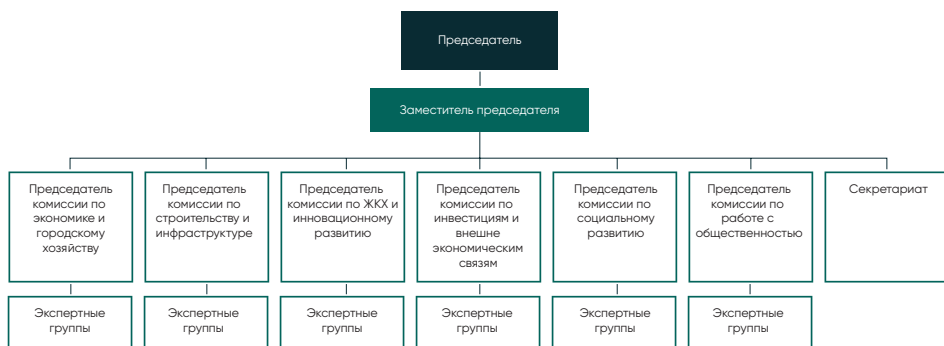 Председатель
Заместитель председателя
Председатель
комиссии по
экономике и
городскому
хозяйству
Председатель
комиссии по
строительству и
инфраструктуре
Председатель
комиссии по ЖКХ и
инновационному
развитию
Председатель
комиссии по
инвестициям и
внешне
экономическим
связям
Председатель
комиссии по
социальному
развитию
Председатель
комиссии по
работе с
общественностью
Секретариат
Экспертные
группы
Экспертные
группы
Экспертные
группы
Экспертные
группы
Экспертные
группы
Экспертные
группы